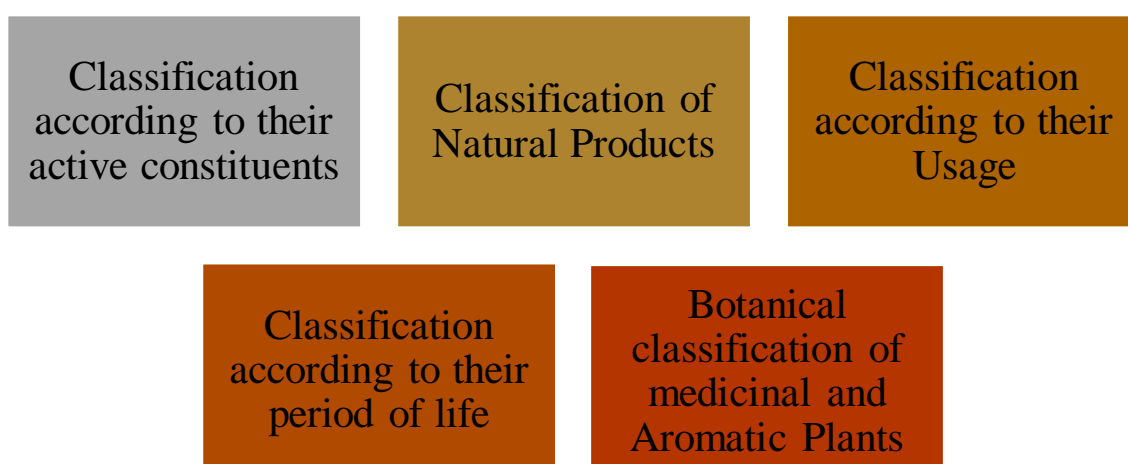 Classification
according to their
active constituents
Classification of
Natural Products
Classification
according to their
Usage
Classification
according to their
period of life
Botanical
classification of
medicinal and
Aromatic Plants